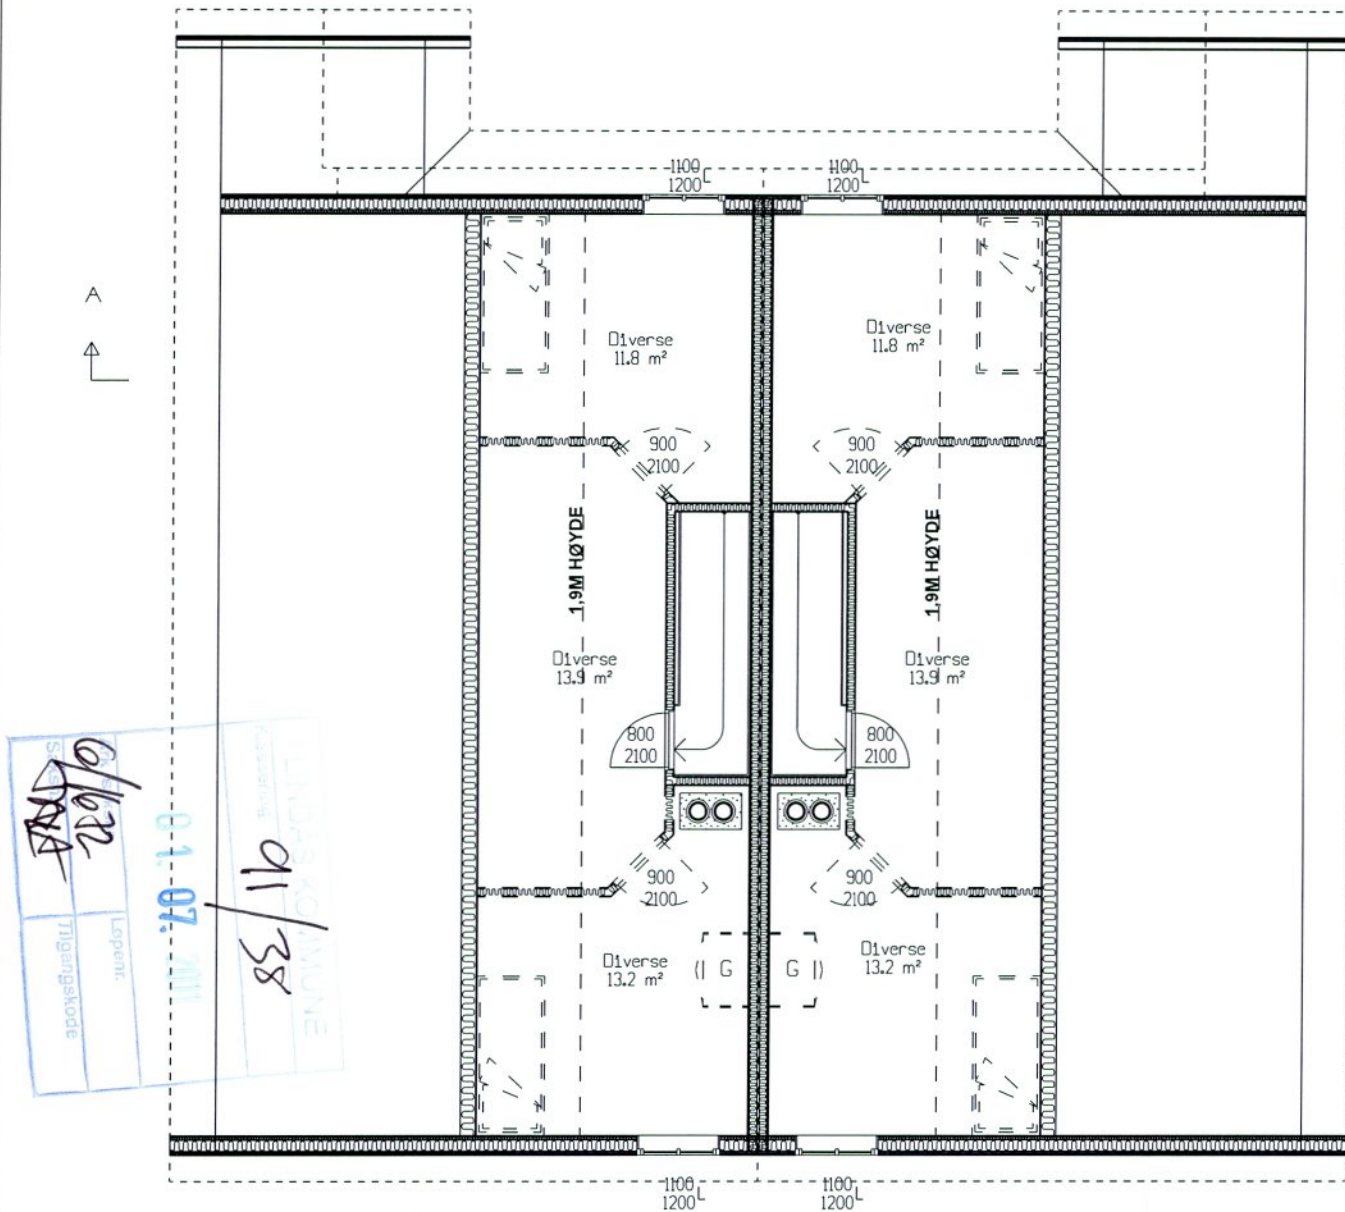 1100
1200
1100
1200
A
Diverse
11.8 m²
Diverse
11.8 m²
900
2100
900
2100
1,9M HØYDE
1,9M HØYDE
Diverse
13.9 m²
Diverse
13.9 m²
800
2100
800
2100
900
2100
900
2100
Diverse
13.2 m²
G
G
Diverse
13.2 m²
1100
1200
1100
1200
LINDÅS KOMMUNE
91/38
01. 07. 2011
Løpenr.
Tilgangskode